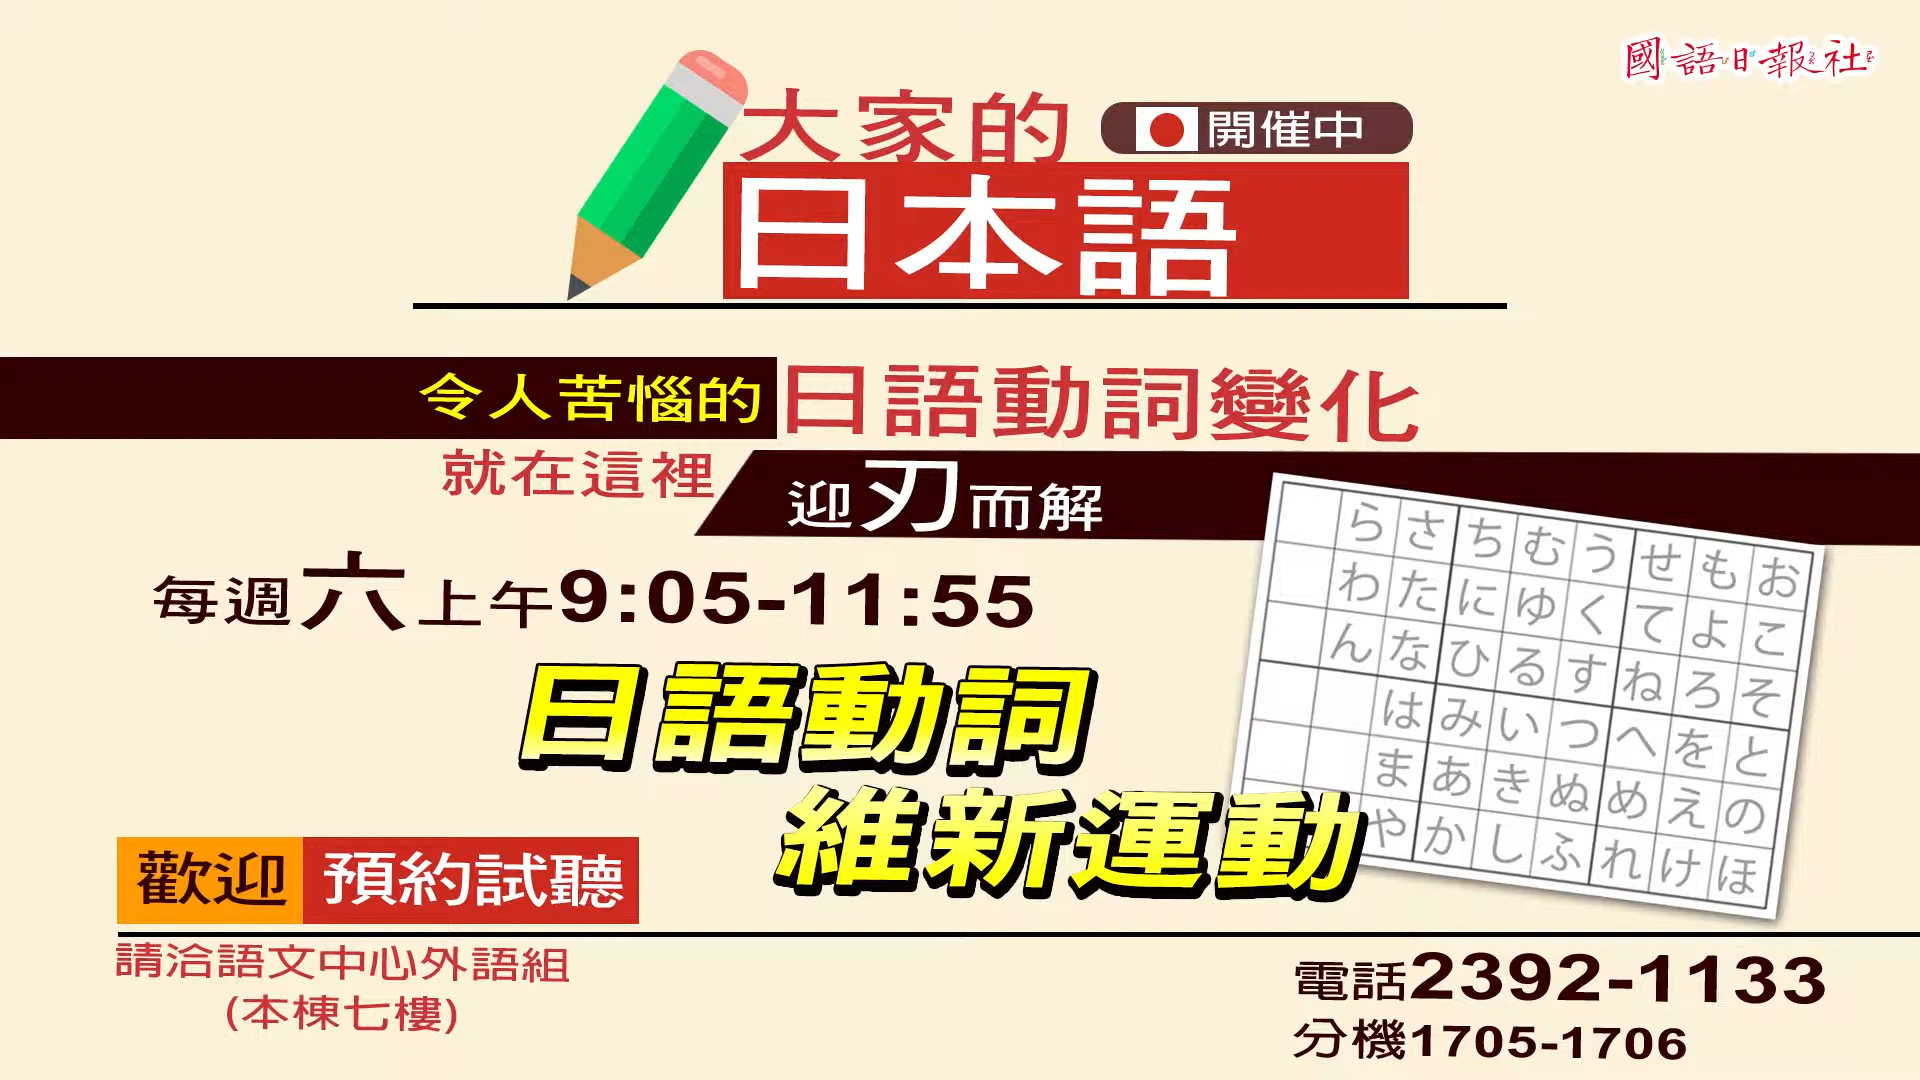 國語日報社
大家的
開催中
日本語
令人苦惱的日語動詞變化
就在這裡 迎刃而解
每週六上午9:05-11:55
日語動詞
維新運動
らさちむうせもお
わたにゆくてよこ
んなひるすねろそ
はみいつへをと
まあきぬめえの
やかしふれけほ
歡迎 預約試聽
請洽語文中心外語組
(本棟七樓)
電話2392-1133
分機1705-1706